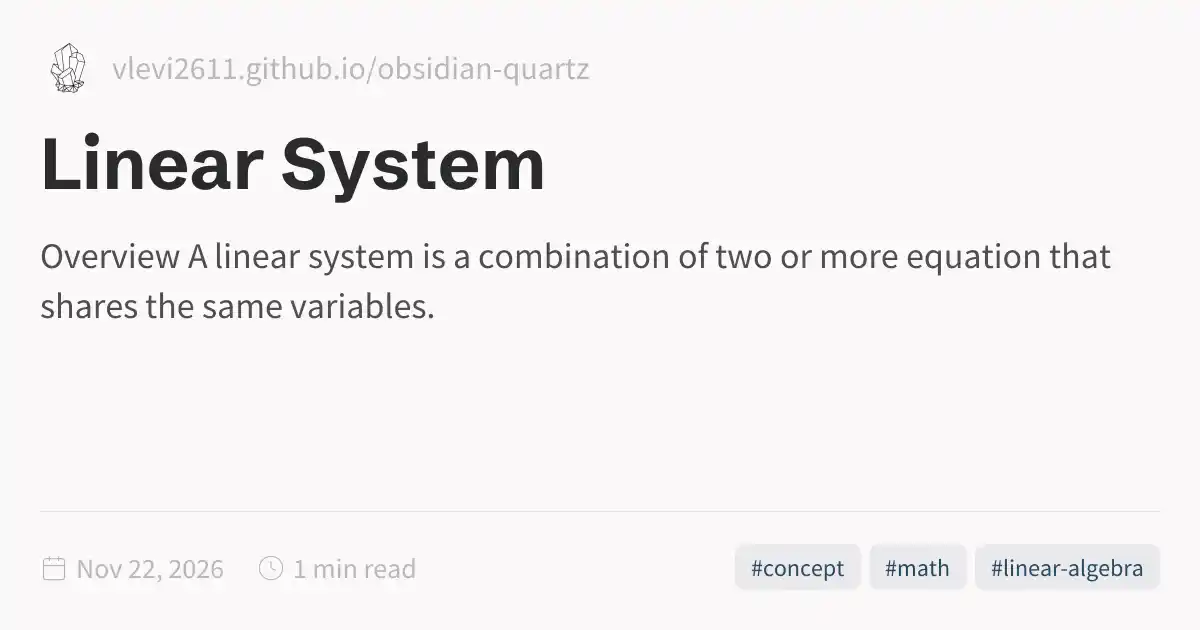 vlevi2611.github.io/obsidian-quartz
Linear System
Overview A linear system is a combination of two or more equation that
shares the same variables.
Nov 22, 2026 1 min read #concept #math #linear-algebra